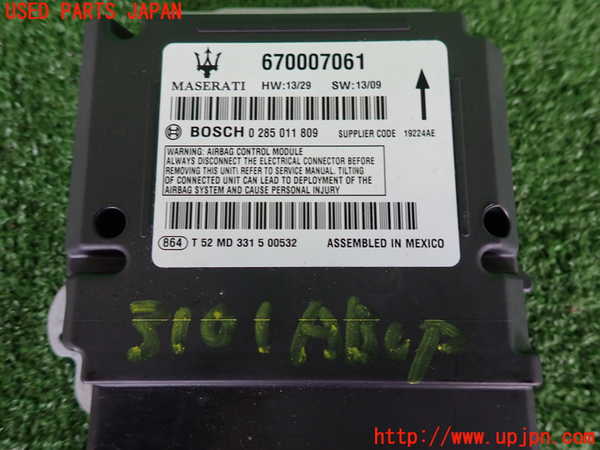 USED PARTS JAPAN
670007061
MASERATI HW:13/29 SW:13/09
BOSCH 0 285 011 809 SUPPLIER CODE 19224AE
WARNING: AIRBAG CONTROL MODULE
ALWAYS DISCONNECT THE ELECTRICAL CONNECTOR BEFORE
REMOVING THIS UNIT! REFER TO SERVICE MANUAL. TILTING
OF CONNECTED UNIT CAN LEAD TO DEPLOYMENT OF THE
AIRBAG SYSTEM AND CAUSE PERSONAL INJURY
864 T 52 MD 331 5 00532 ASSEMBLED IN MEXICO
5101ABcp
http://www.upjpn.com/